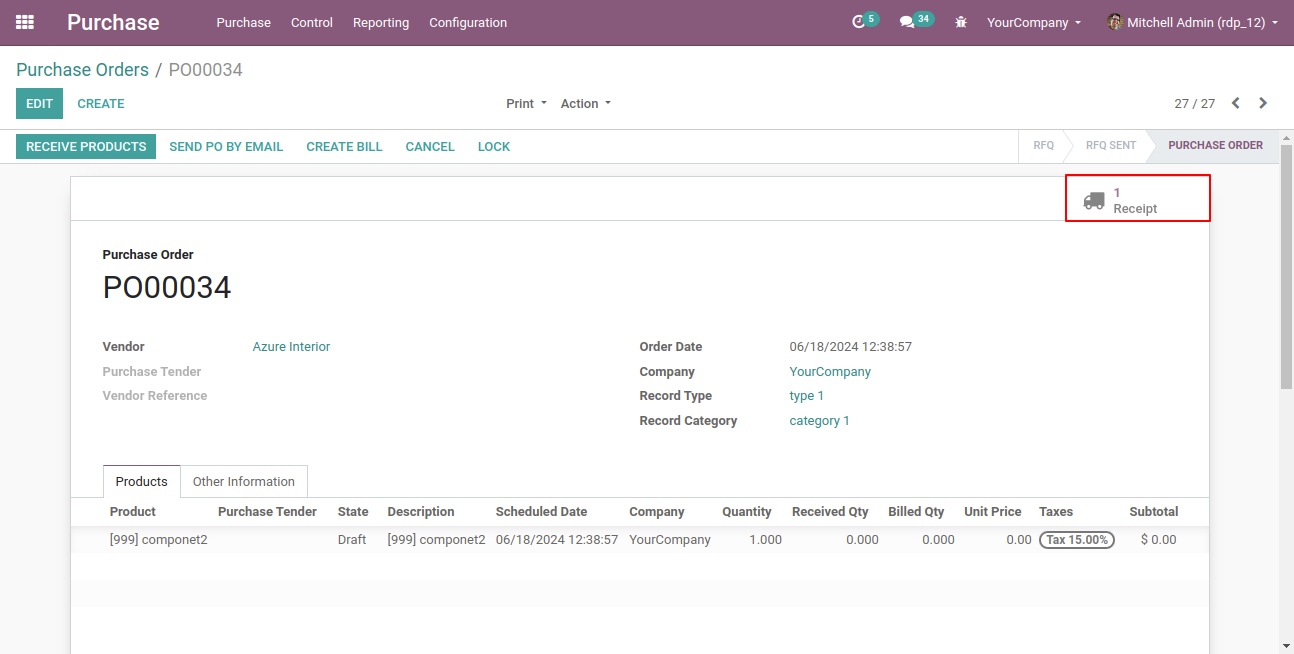 Purchase Purchase Control Reporting Configuration 5 34 YourCompany Mitchell Admin (rdp_12)
Purchase Orders / PO00034
EDIT CREATE Print Action 27 / 27
RECEIVE PRODUCTS SEND PO BY EMAIL CREATE BILL CANCEL LOCK RFQ RFQ SENT PURCHASE ORDER
1
Receipt
Purchase Order
PO00034
Vendor Azure Interior Order Date 06/18/2024 12:38:57
Purchase Tender Company YourCompany
Vendor Reference Record Type type 1
Record Category category 1
Products Other Information
Product Purchase Tender State Description Scheduled Date Company Quantity Received Qty Billed Qty Unit Price Taxes Subtotal
[999] componet2 Draft [999] componet2 06/18/2024 12:38:57 YourCompany 1.000 0.000 0.000 0.00 Tax 15.00% $ 0.00